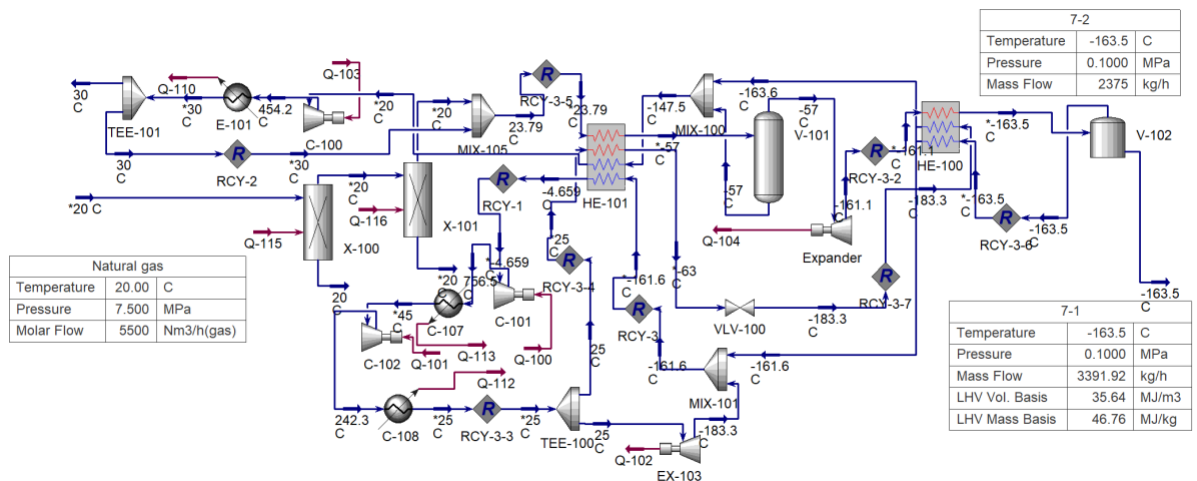 7-2
Temperature -163.5 C
Pressure 0.1000 MPa
Mass Flow 2375 kg/h
30 C
TEE-101
Q-110
*30 C
E-101
454.2 C
Q-103
C-100
*20
30 C
RCY-2
*30 C
*20 C
MIX-105
23.79 C
RCY-3-5
*23.79 C
HE-101
*-57 C
-147.5 C
MIX-100
-163.6 C
V-101
-57 C
-57 C
RCY-3-2
*-161.1 C
-161.1 C
Q-104
Expander
HE-100
-183.3 C
*-163.5 C
V-102
*-163.5 C
RCY-3-6
-163.5 C
-163.5 C
*20 C
X-100
Q-115
*20 C
X-101
Q-116
20 C
*20 C
RCY-1
-4.659 C
*-4.659 C
756.5 C
C-107
C-101
*45 C
C-102
Q-101
Q-113
Q-100
Q-112
242.3 C
C-108
*25 C
RCY-3-3
*25 C
TEE-100
25 C
25 C
RCY-3-4
25 C
Q-102
EX-103
-183.3 C
MIX-101
-161.6 C
-161.6 C
RCY-3
*-161.6 C
*-63 C
VLV-100
-183.3 C
RCY-3-7
Natural gas
Temperature 20.00 C
Pressure 7.500 MPa
Molar Flow 5500 Nm3/h(gas)
7-1
Temperature -163.5 C
Pressure 0.1000 MPa
Mass Flow 3391.92 kg/h
LHV Vol. Basis 35.64 MJ/m3
LHV Mass Basis 46.76 MJ/kg